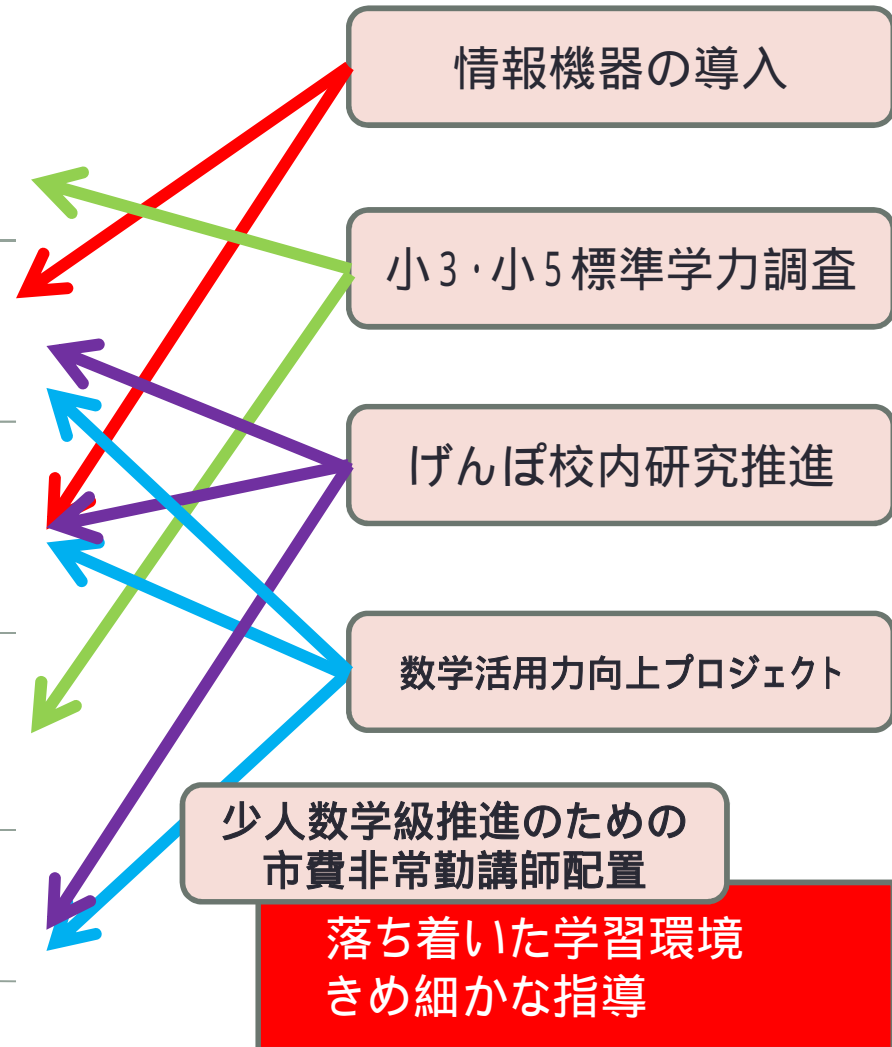 情報機器の導入
小３・小５標準学力調査
げんぽ校内研究推進
数学活用力向上プロジェクト
少人数学級推進のための
市費非常勤講師配置
落ち着いた学習環境
きめ細かな指導